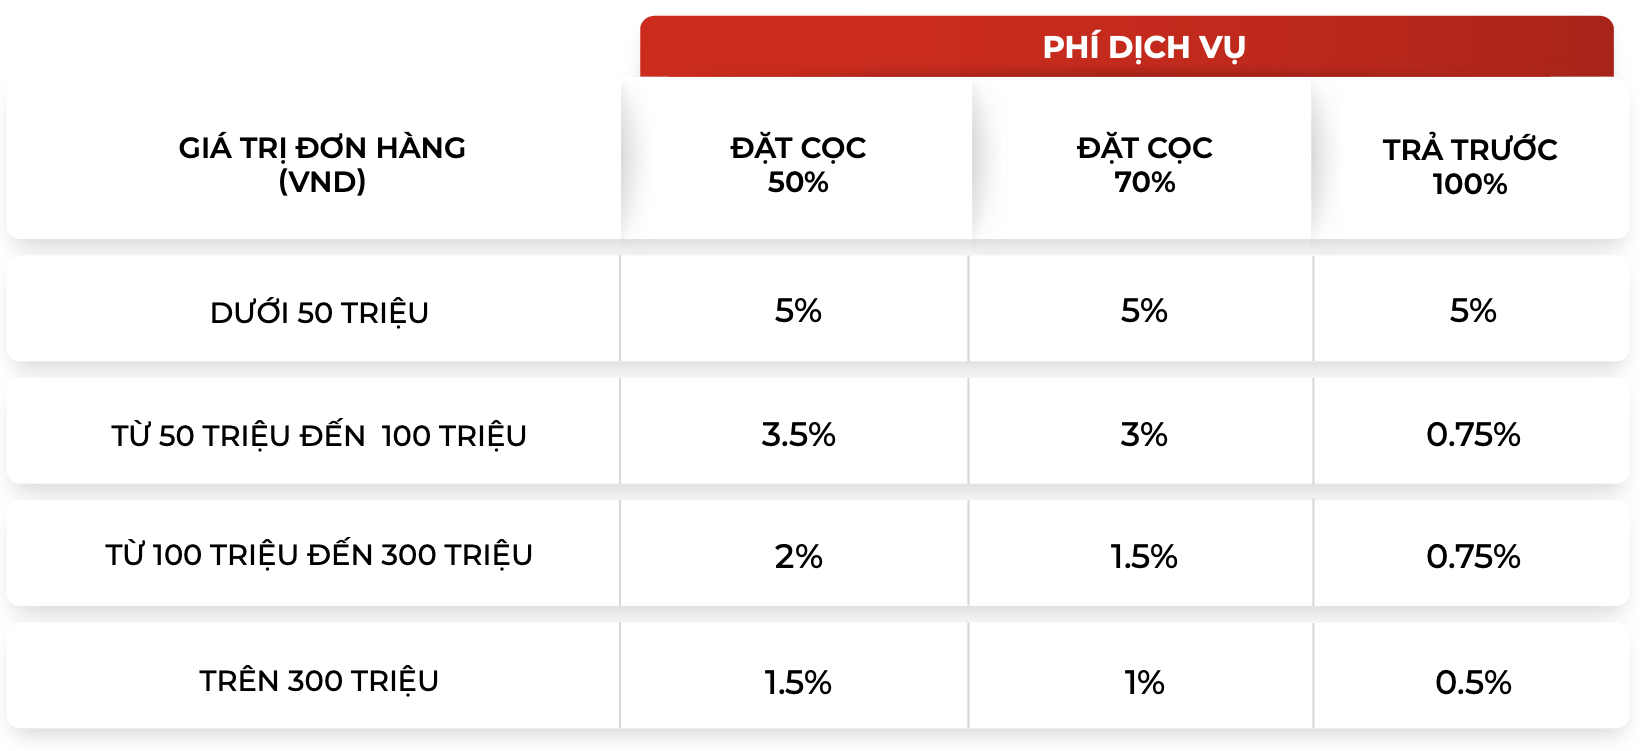 PHÍ DỊCH VỤ
GIÁ TRỊ ĐƠN HÀNG
(VND)
ĐẶT CỌC
50%
ĐẶT CỌC
70%
TRẢ TRƯỚC
100%
DƯỚI 50 TRIỆU
5%
5%
5%
TỪ 50 TRIỆU ĐẾN 100 TRIỆU
3.5%
3%
0.75%
TỪ 100 TRIỆU ĐẾN 300 TRIỆU
2%
1.5%
0.75%
TRÊN 300 TRIỆU
1.5%
1%
0.5%